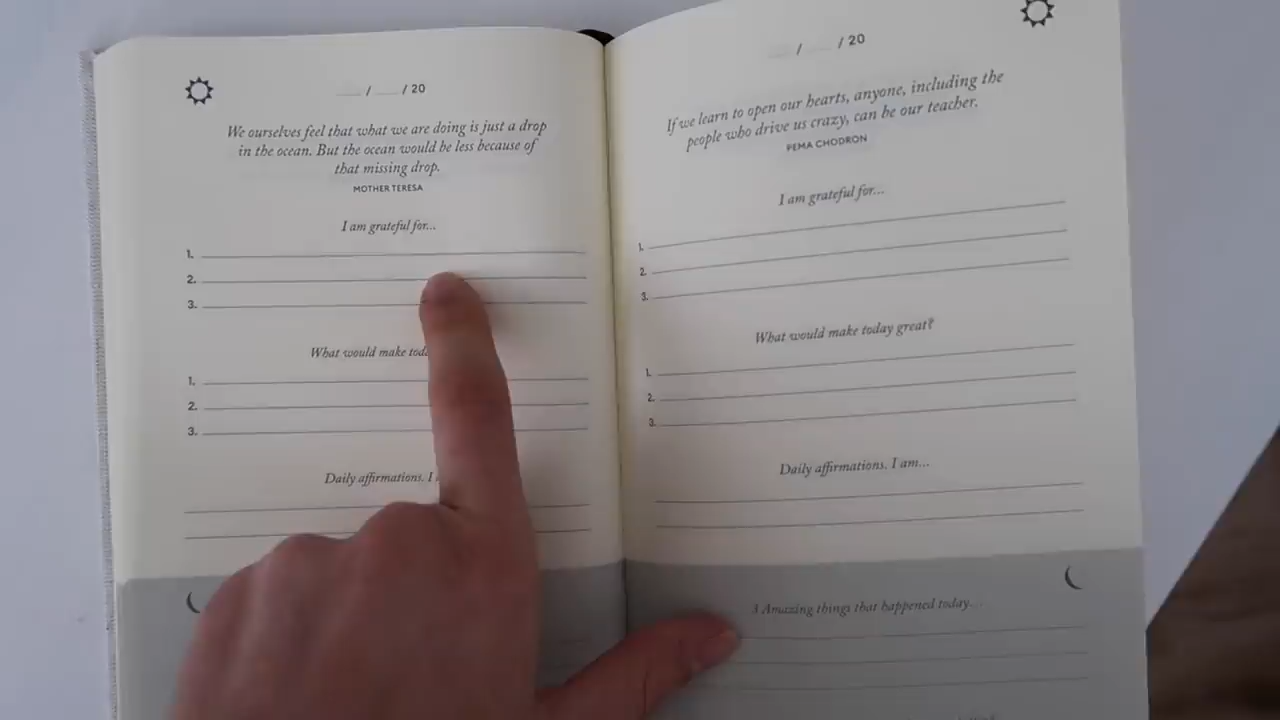 / / 20
We ourselves feel that what we are doing is just a drop
in the ocean. But the ocean would be less because of
that missing drop.
MOTHER TERESA
I am grateful for...
1.
2.
3.
What would make
1.
2.
3.
Daily affirmations. I
/ / 20
If we learn to open our hearts, anyone, including the
people who drive us crazy, can be our teacher.
PEMA CHODRON
I am grateful for...
1.
2.
3.
What would make today great?
1.
2.
3.
Daily affirmations. I am...
3 Amazing things that happened today...